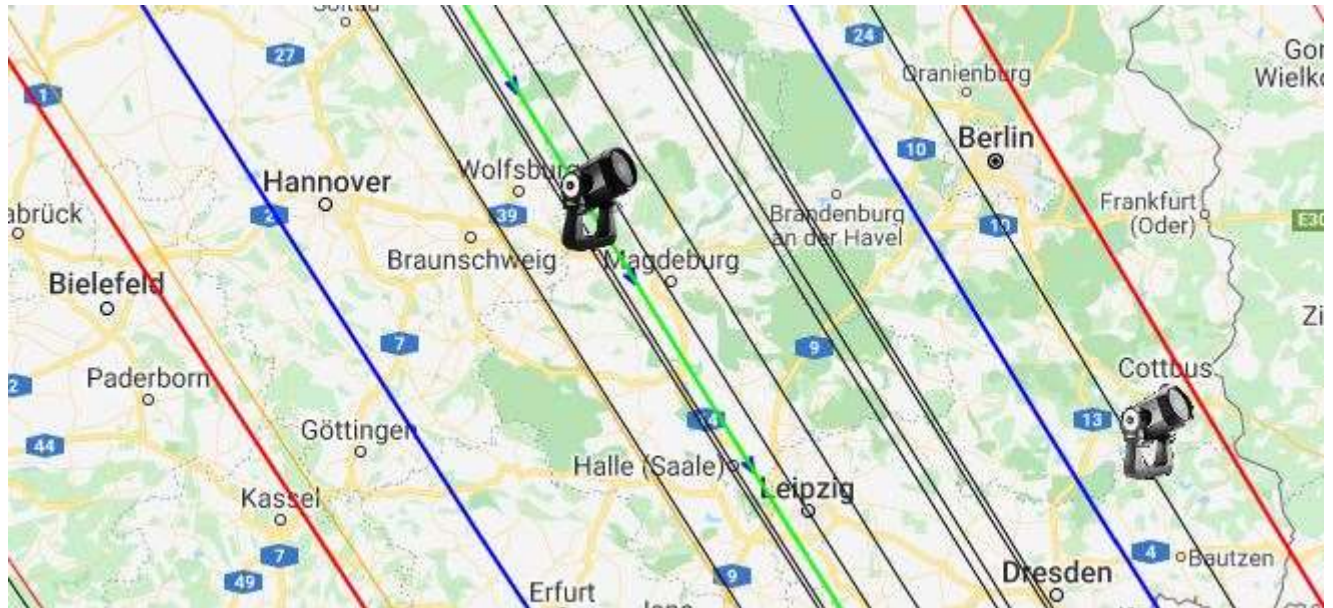 27
24
Gor
Wielko
Oranienburg
1
10
Berlin
Wolfsburg
Hannover
2
39
abrück
Brandenburg
an der Havel
Frankfurt
(Oder)
E30
10
Braunschweig
Magdeburg
Bielefeld
7
9
Zi
2
Paderborn
Cottbus
13
44
Göttingen
14
Halle (Saale)
Leipzig
Kassel
7
4
Bautzen
49
9
Dresden
Erfurt